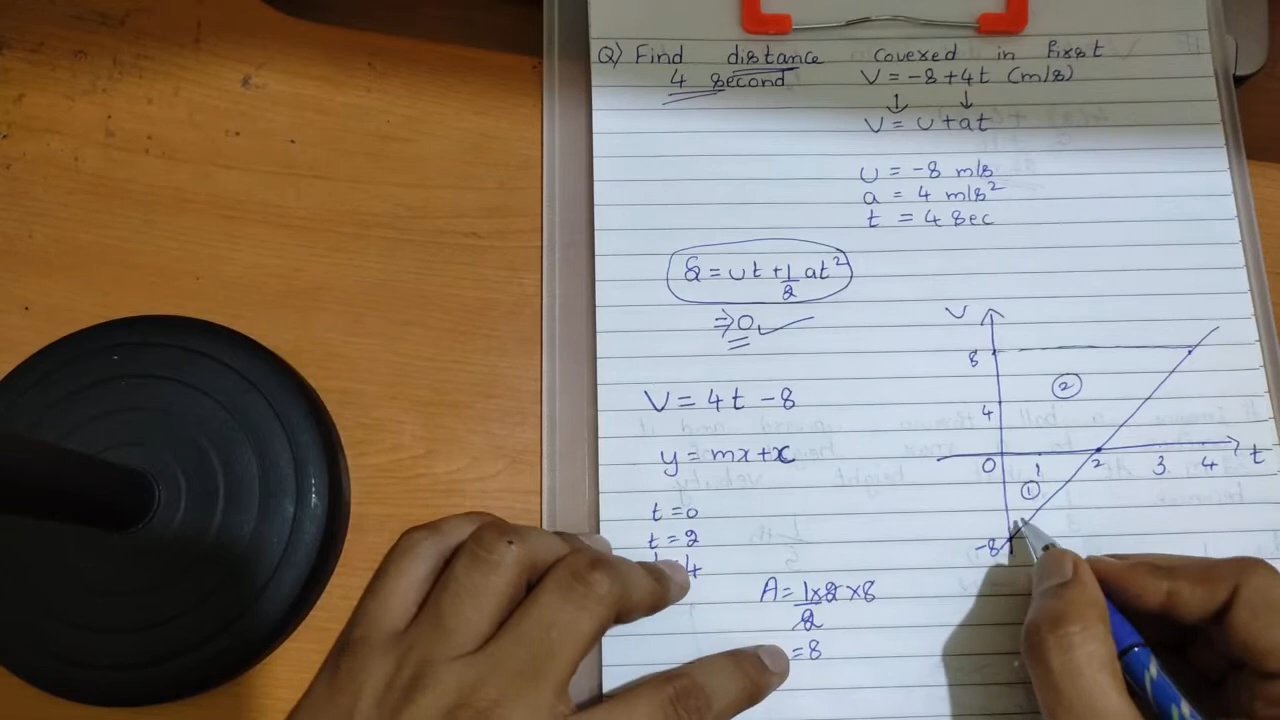 Q) Find distance covered in first
4 second V = -8 + 4t (m/s)
↓ ↓
V = u + at
u = -8 m/s
a = 4 m/s²
t = 4 sec
S = ut + 1/2 at²
⇒ 0 ✓
V = 4t - 8
y = mx + c
t = 0
t = 2
4
A = 1×2/2 × 8
= 8
V
8
②
4
0 1 2 3 4 t
①
-8